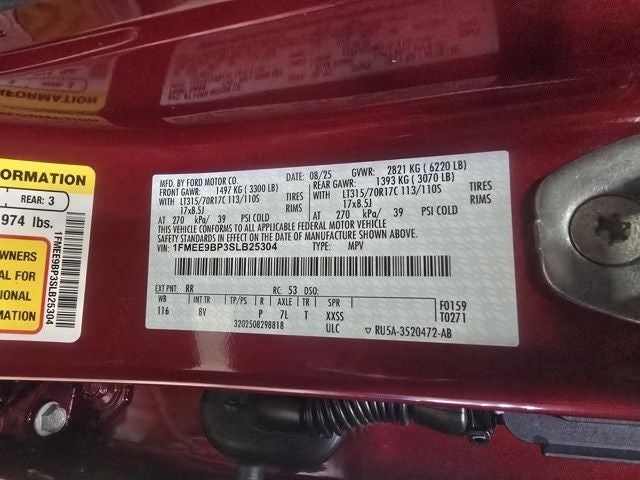 FORMATION
REAR: 3
974 lbs.
OWNERS
AL FOR
TIONAL
ATION
1FMEE9BP3SLB25304
MFD. BY FORD MOTOR CO.
DATE: 08/25
GVWR: 2821 KG ( 6220 LB)
FRONT GAWR: 1497 KG ( 3300 LB)
REAR GAWR: 1393 KG ( 3070 LB)
WITH LT315/70R17C 113/110S TIRES
WITH LT315/70R17C 113/110S TIRES
17x8.5J RIMS
17x8.5J RIMS
AT 270 kPa/ 39 PSI COLD
AT 270 kPa/ 39 PSI COLD
THIS VEHICLE CONFORMS TO ALL APPLICABLE FEDERAL MOTOR VEHICLE
SAFETY STANDARDS IN EFFECT ON THE DATE OF MANUFACTURE SHOWN ABOVE.
VIN: 1FMEE9BP3SLB25304
TYPE: MPV
EXT PNT: RR RC: 53 DSO:
WB INT TR TP/PS R AXLE TR SPR
116 8V P 7L T XXSS
3202508298818 ULC
F0159
T0271
RU5A-3520472-AB